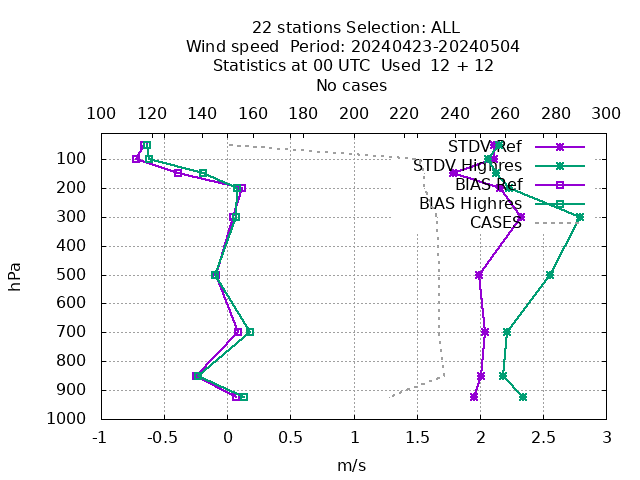 22 stations Selection: ALL
Wind speed  Period: 20240423-20240504
Statistics at 00 UTC  Used  12 + 12
No cases
100 120 140 160 180 200 220 240 260 280 300
STDV Ref
STDV Highres
BIAS Ref
BIAS Highres
CASES
100
200
300
400
500
600
700
800
900
1000
hPa
-1 -0.5 0 0.5 1 1.5 2 2.5 3
m/s